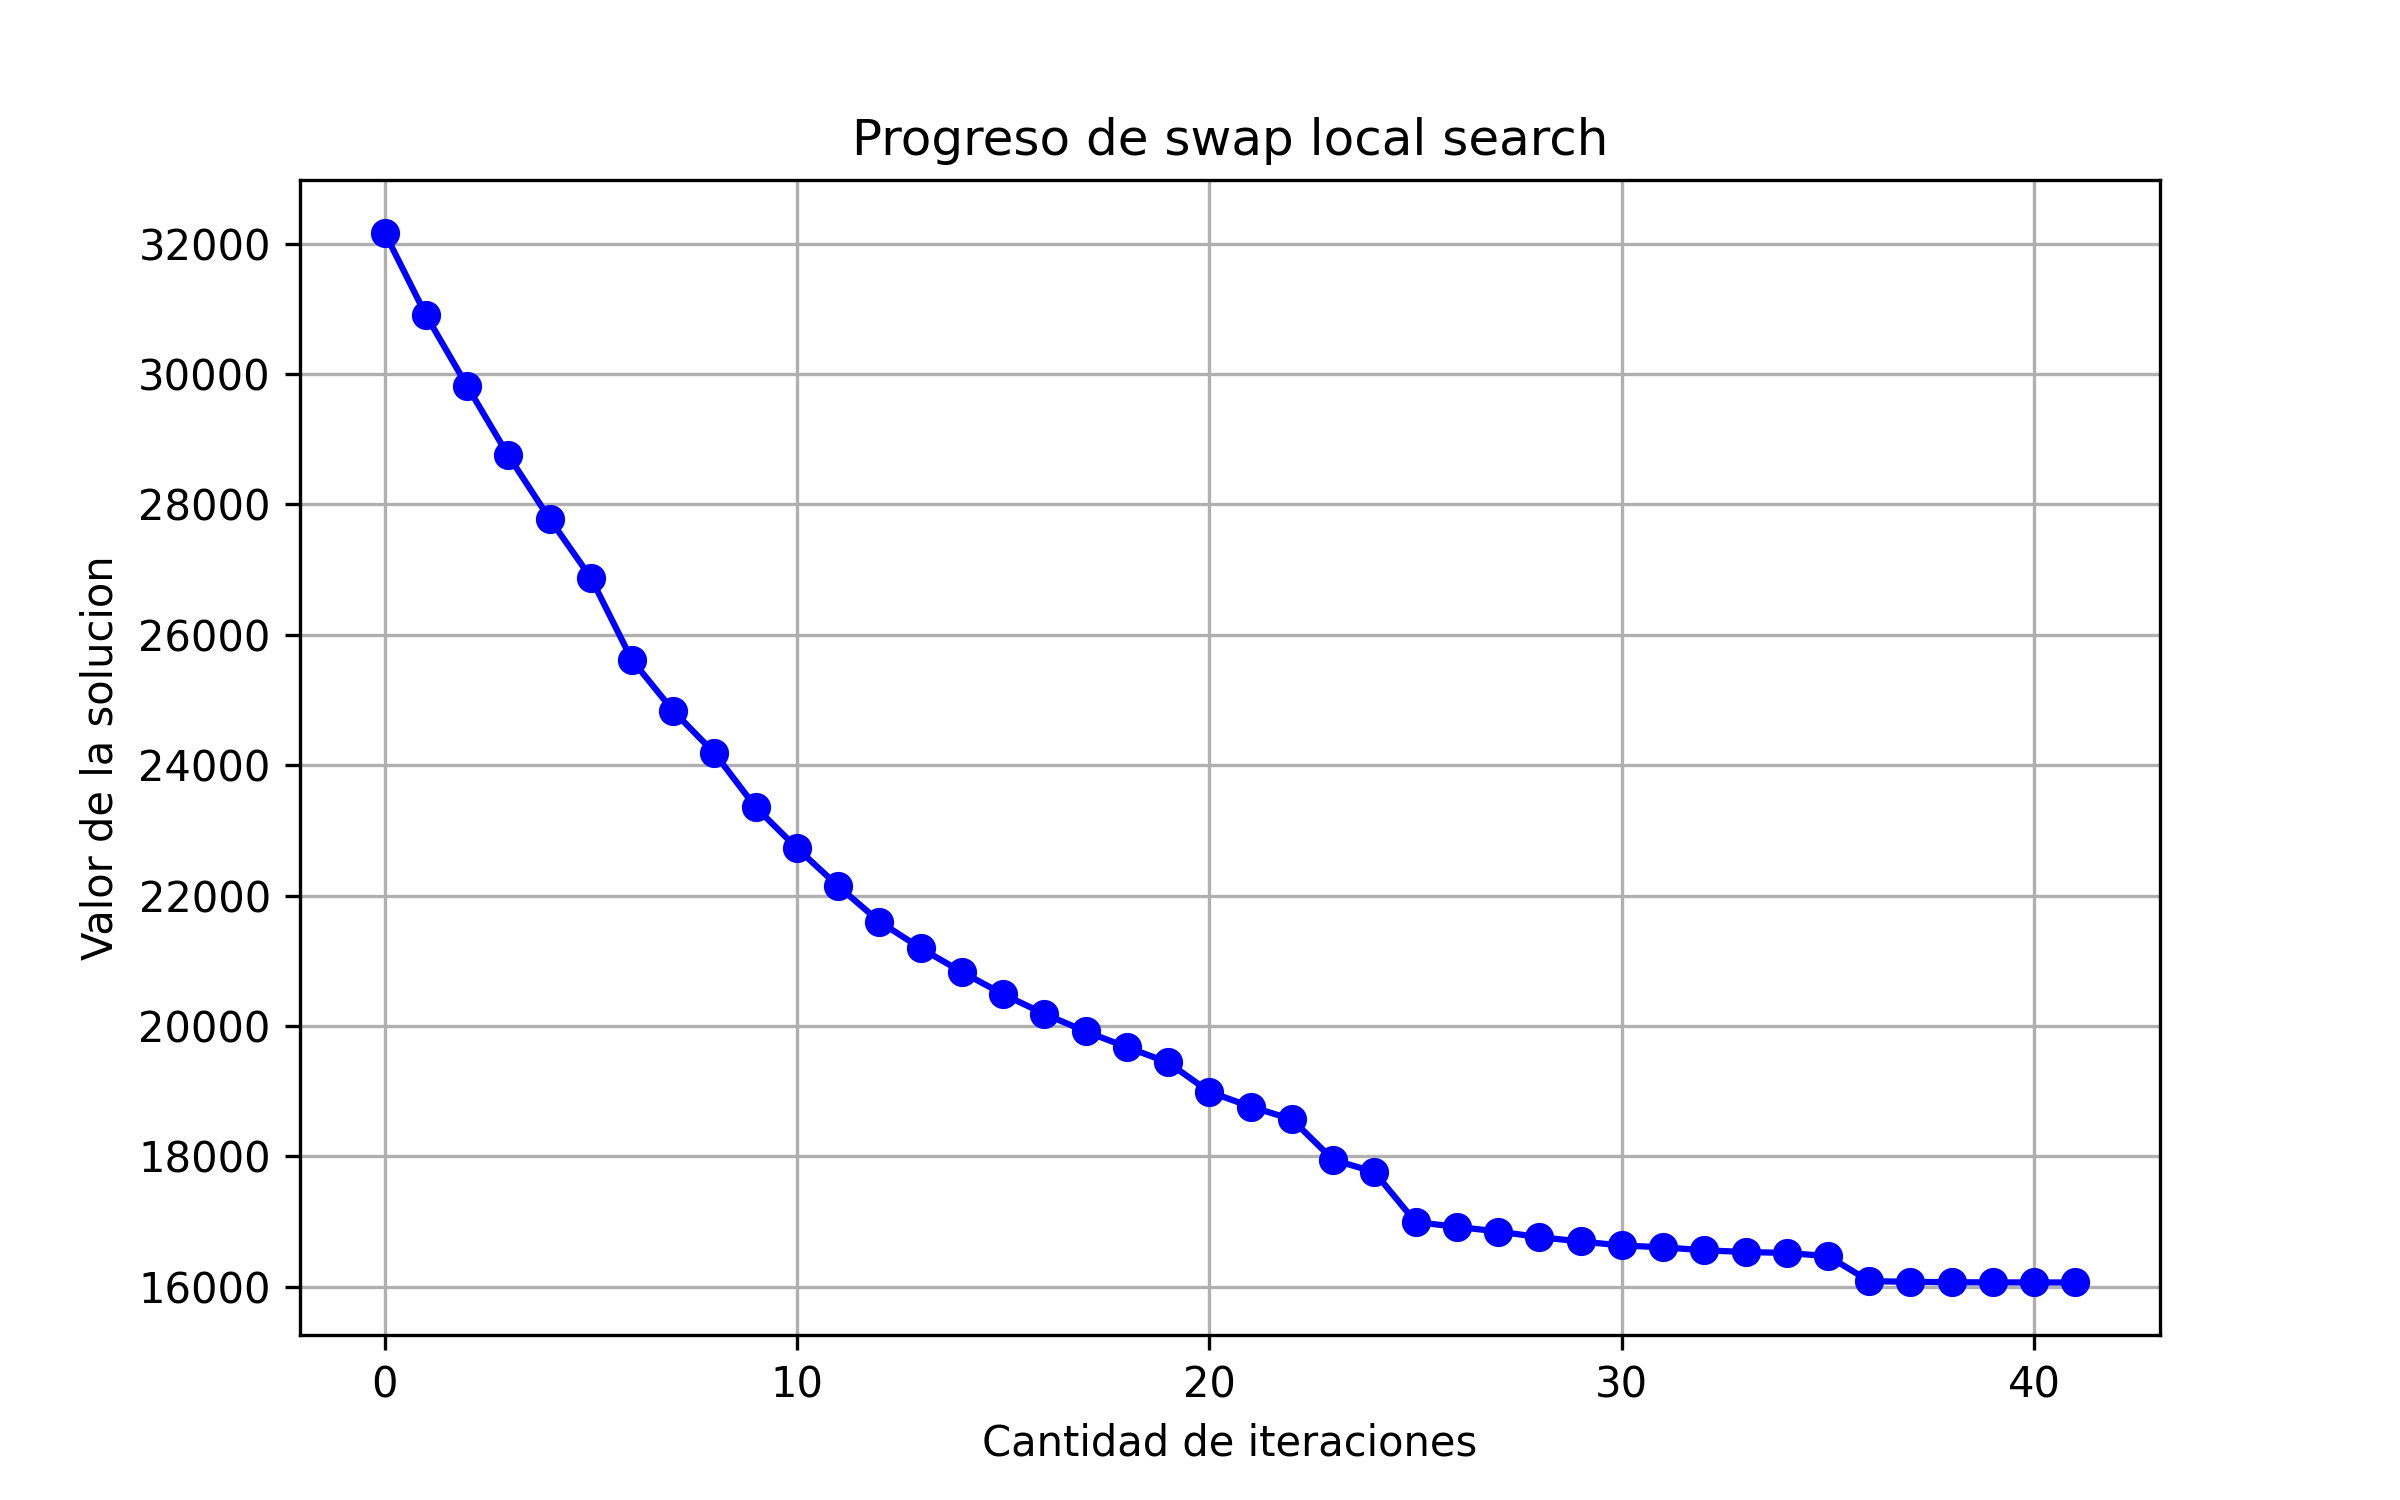 Progreso de swap local search
Valor de la solucion
32000
30000
28000
26000
24000
22000
20000
18000
16000
0 10 20 30 40
Cantidad de iteraciones